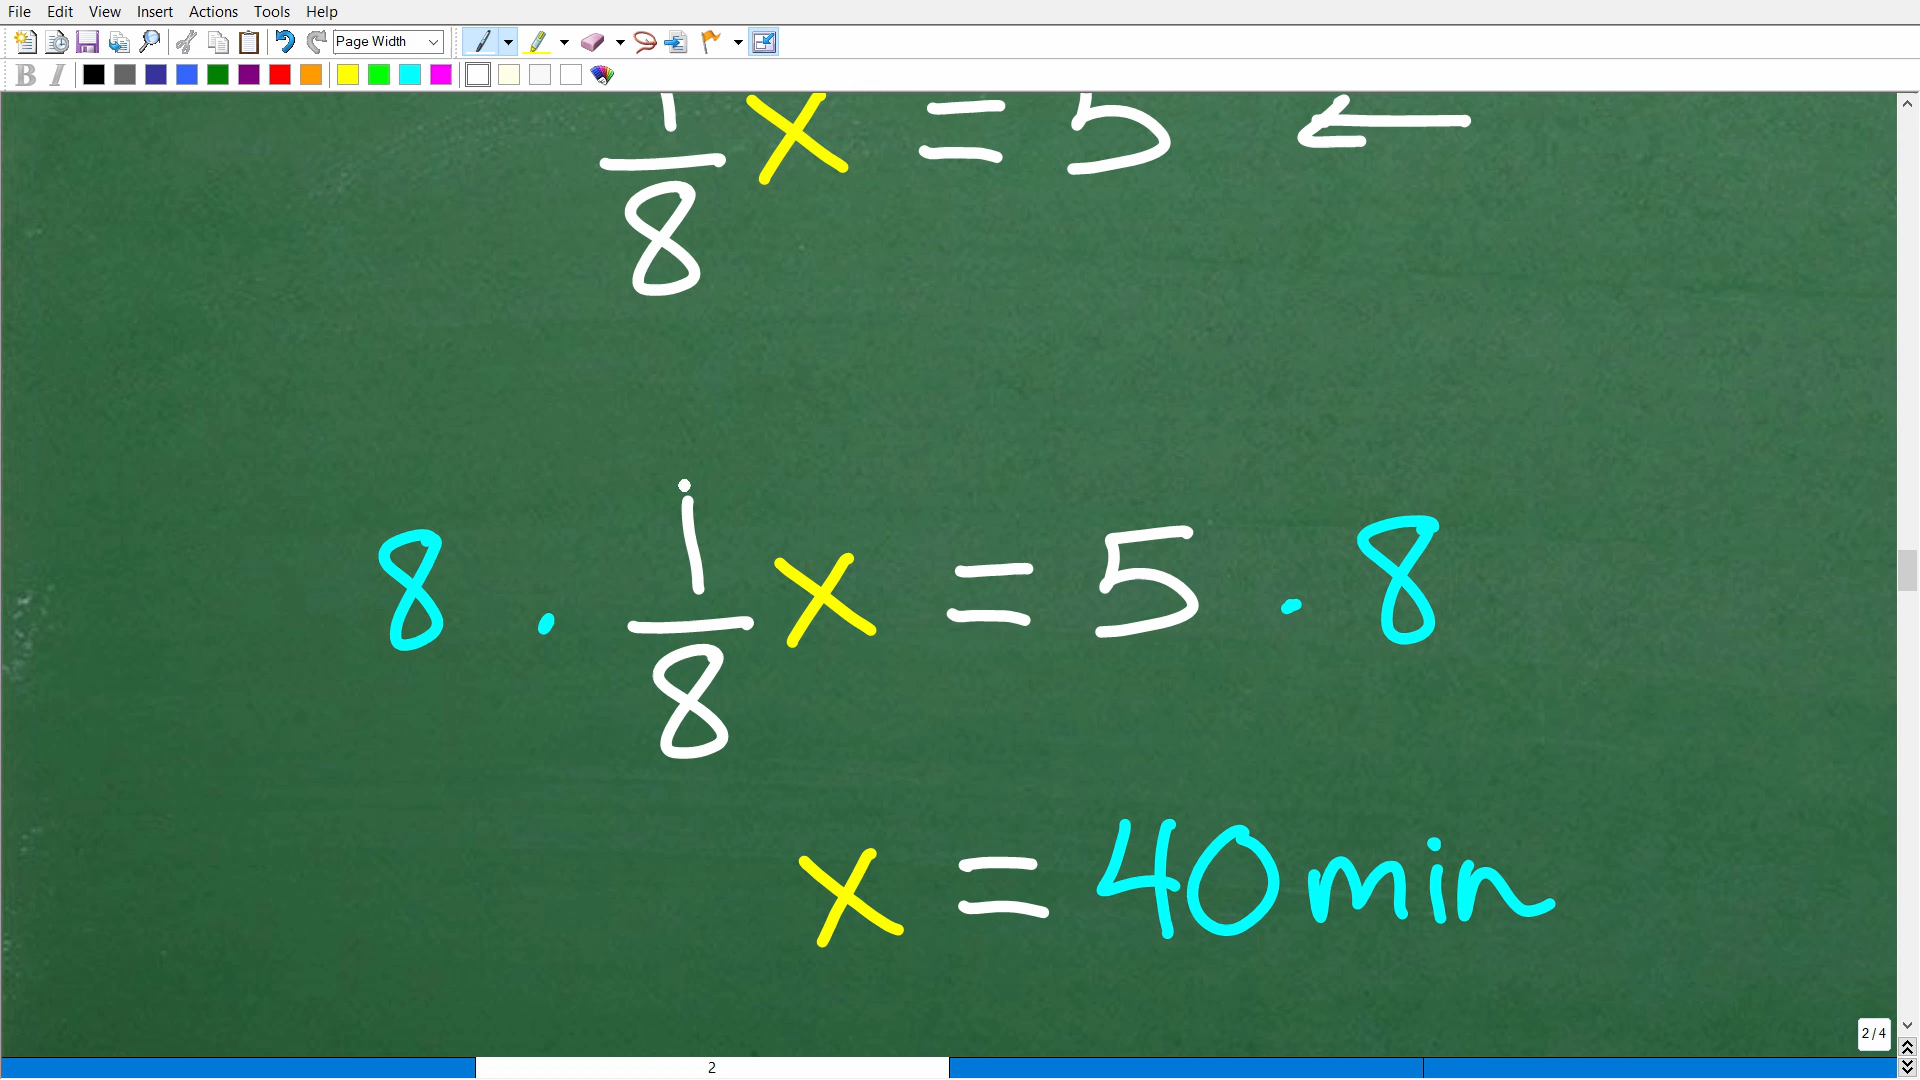 File Edit View Insert Actions Tools Help
Page Width
B I
1/8 x = 5 ←
8 · 1/8 x = 5 · 8
x = 40 min
2 / 4
2